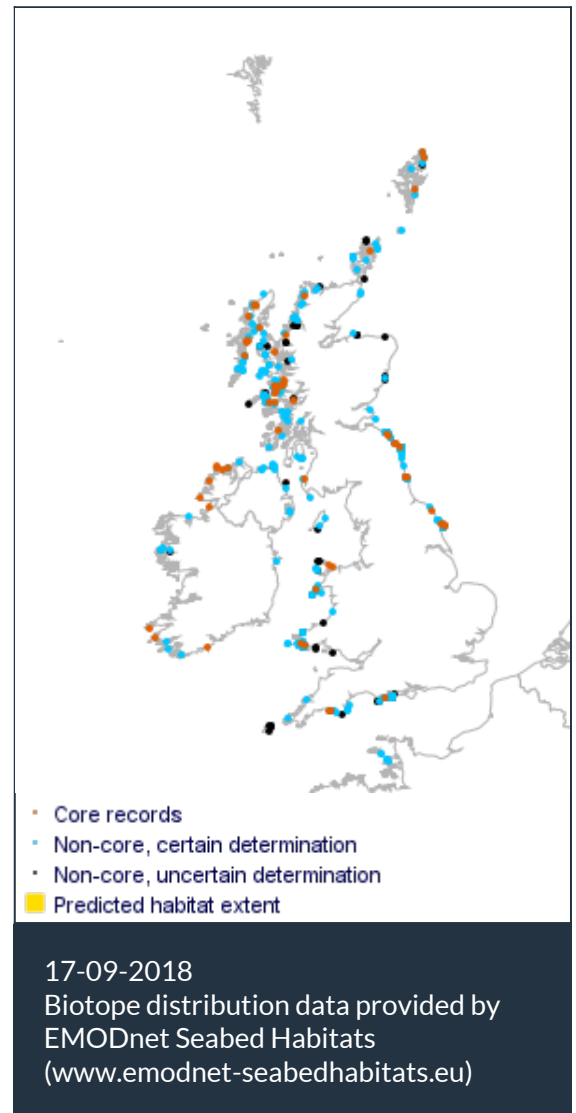 Core records
Non-core, certain determination
Non-core, uncertain determination
Predicted habitat extent
17-09-2018
Biotope distribution data provided by
EMODnet Seabed Habitats
(www.emodnet-seabedhabitats.eu)